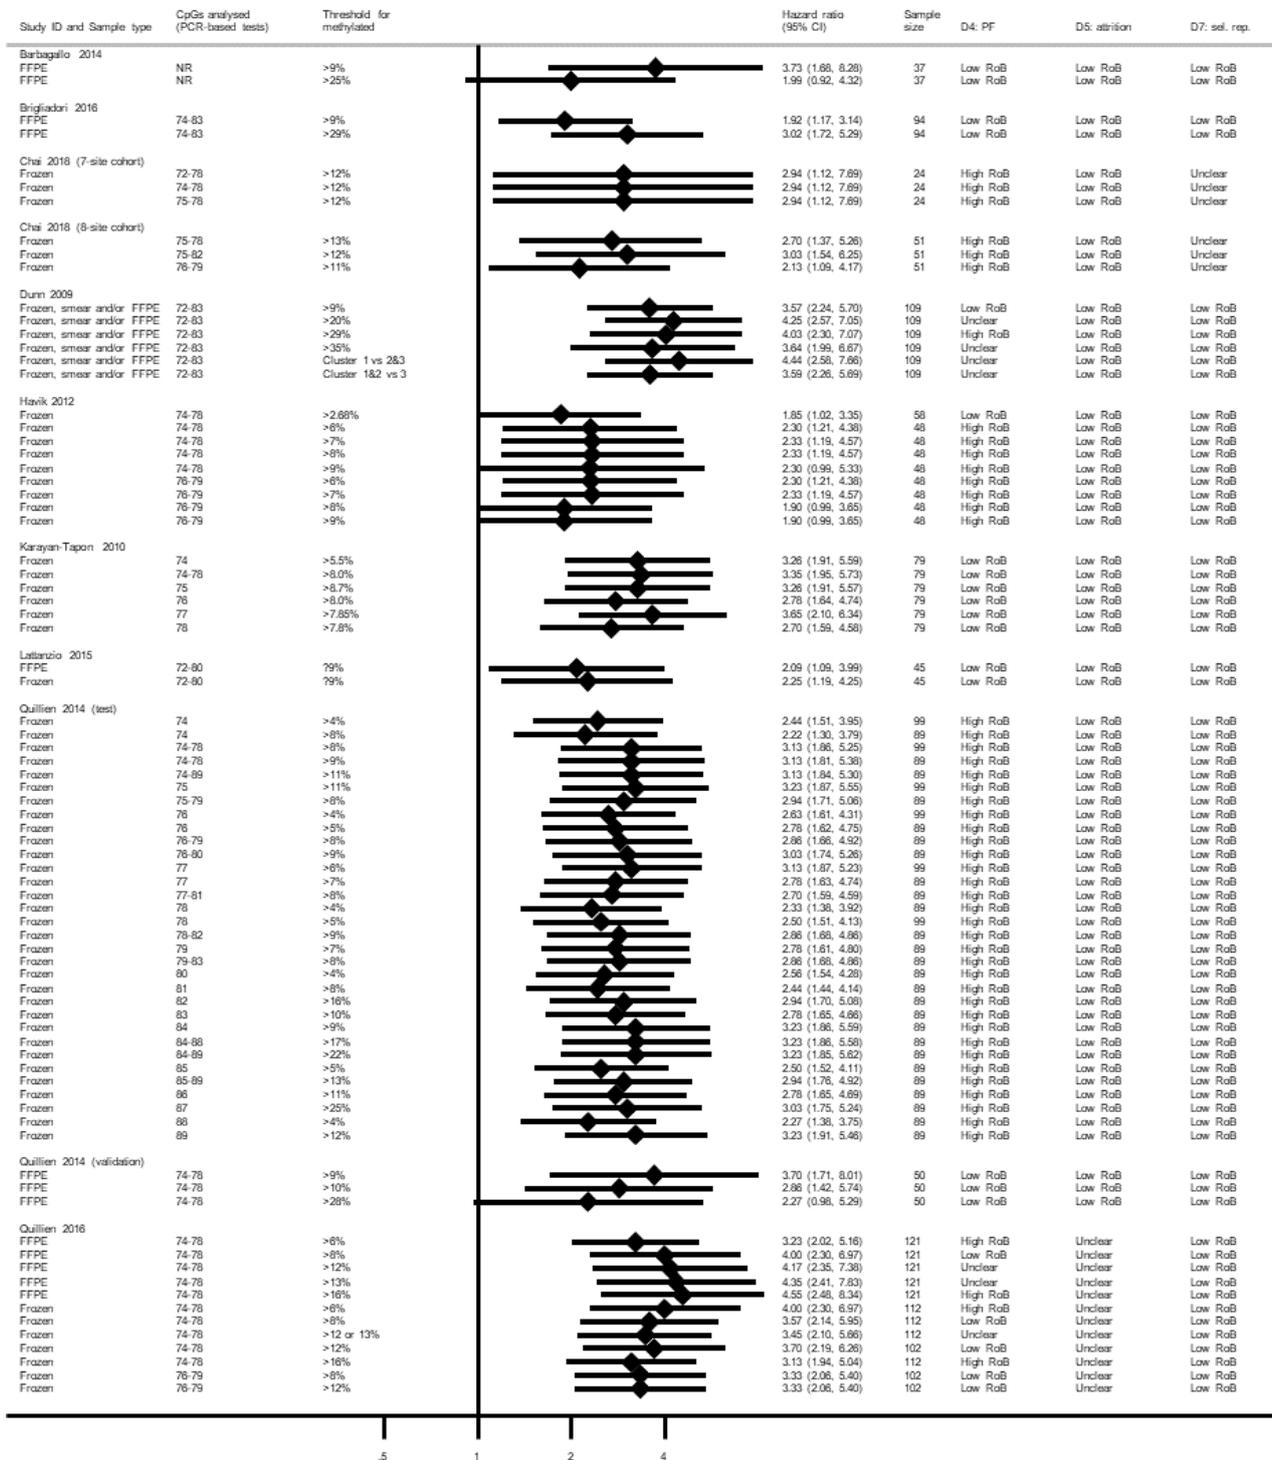 Study ID and Sample type CpGs analysed (PCR-based tests) Threshold for methylated Hazard ratio (95% CI) Sample size D4: PF D5: attrition D7: sel. rep.
Barbagallo 2014
FFPE NR >9% 3.73 (1.68, 8.28) 37 Low RoB Low RoB Low RoB
FFPE NR >25% 1.99 (0.92, 4.32) 37 Low RoB Low RoB Low RoB
Brigliadori 2016
FFPE 74-83 >9% 1.92 (1.17, 3.14) 94 Low RoB Low RoB Low RoB
FFPE 74-83 >29% 3.02 (1.72, 5.29) 94 Low RoB Low RoB Low RoB
Chai 2018 (7-site cohort)
Frozen 72-78 >12% 2.94 (1.12, 7.69) 24 High RoB Low RoB Unclear
Frozen 74-78 >12% 2.94 (1.12, 7.69) 24 High RoB Low RoB Unclear
Frozen 75-78 >12% 2.94 (1.12, 7.69) 24 High RoB Low RoB Unclear
Chai 2018 (8-site cohort)
Frozen 75-78 >13% 2.70 (1.37, 5.26) 51 High RoB Low RoB Unclear
Frozen 75-82 >12% 3.03 (1.54, 6.25) 51 High RoB Low RoB Unclear
Frozen 76-79 >11% 2.13 (1.09, 4.17) 51 High RoB Low RoB Unclear
Dunn 2009
Frozen, smear and/or FFPE 72-83 >9% 3.57 (2.24, 5.70) 109 Low RoB Low RoB Low RoB
Frozen, smear and/or FFPE 72-83 >20% 4.25 (2.57, 7.05) 109 Unclear Low RoB Low RoB
Frozen, smear and/or FFPE 72-83 >29% 4.03 (2.30, 7.07) 109 High RoB Low RoB Low RoB
Frozen, smear and/or FFPE 72-83 >35% 3.64 (1.99, 6.67) 109 Unclear Low RoB Low RoB
Frozen, smear and/or FFPE 72-83 Cluster 1 vs 2&3 4.44 (2.58, 7.66) 109 Unclear Low RoB Low RoB
Frozen, smear and/or FFPE 72-83 Cluster 1&2 vs 3 3.59 (2.26, 5.69) 109 Unclear Low RoB Low RoB
Havik 2012
Frozen 74-78 >2.68% 1.85 (1.02, 3.35) 58 Low RoB Low RoB Low RoB
Frozen 74-78 >6% 2.30 (1.21, 4.38) 48 High RoB Low RoB Low RoB
Frozen 74-78 >7% 2.33 (1.19, 4.57) 48 High RoB Low RoB Low RoB
Frozen 74-78 >8% 2.33 (1.19, 4.57) 48 High RoB Low RoB Low RoB
Frozen 74-78 >9% 2.30 (0.99, 5.33) 48 High RoB Low RoB Low RoB
Frozen 76-79 >6% 2.30 (1.21, 4.38) 48 High RoB Low RoB Low RoB
Frozen 76-79 >7% 2.33 (1.19, 4.57) 48 High RoB Low RoB Low RoB
Frozen 76-79 >8% 1.90 (0.99, 3.65) 48 High RoB Low RoB Low RoB
Frozen 76-79 >9% 1.90 (0.99, 3.65) 48 High RoB Low RoB Low RoB
Karayan-Tapon 2010
Frozen 74 >5.5% 3.26 (1.91, 5.59) 79 Low RoB Low RoB Low RoB
Frozen 74-78 >8.0% 3.35 (1.95, 5.73) 79 Low RoB Low RoB Low RoB
Frozen 75 >8.7% 3.26 (1.91, 5.57) 79 Low RoB Low RoB Low RoB
Frozen 76 >8.0% 2.78 (1.64, 4.74) 79 Low RoB Low RoB Low RoB
Frozen 77 >7.85% 3.65 (2.10, 6.34) 79 Low RoB Low RoB Low RoB
Frozen 78 >7.8% 2.70 (1.59, 4.58) 79 Low RoB Low RoB Low RoB
Lattanzio 2015
FFPE 72-80 ?9% 2.09 (1.09, 3.99) 45 Low RoB Low RoB Low RoB
Frozen 72-80 ?9% 2.25 (1.19, 4.25) 45 Low RoB Low RoB Low RoB
Quillien 2014 (test)
Frozen 74 >4% 2.44 (1.51, 3.95) 99 High RoB Low RoB Low RoB
Frozen 74 >8% 2.22 (1.30, 3.79) 89 High RoB Low RoB Low RoB
Frozen 74-78 >8% 3.13 (1.86, 5.25) 99 High RoB Low RoB Low RoB
Frozen 74-78 >9% 3.13 (1.81, 5.38) 89 High RoB Low RoB Low RoB
Frozen 74-89 >11% 3.13 (1.84, 5.30) 89 High RoB Low RoB Low RoB
Frozen 75 >11% 3.23 (1.87, 5.55) 99 High RoB Low RoB Low RoB
Frozen 75-79 >8% 2.94 (1.71, 5.06) 89 High RoB Low RoB Low RoB
Frozen 76 >4% 2.63 (1.61, 4.31) 99 High RoB Low RoB Low RoB
Frozen 76 >5% 2.78 (1.62, 4.75) 89 High RoB Low RoB Low RoB
Frozen 76-79 >8% 2.86 (1.66, 4.92) 89 High RoB Low RoB Low RoB
Frozen 76-80 >9% 3.03 (1.74, 5.26) 89 High RoB Low RoB Low RoB
Frozen 77 >6% 3.13 (1.87, 5.23) 99 High RoB Low RoB Low RoB
Frozen 77 >7% 2.78 (1.63, 4.74) 89 High RoB Low RoB Low RoB
Frozen 77-81 >8% 2.70 (1.59, 4.59) 89 High RoB Low RoB Low RoB
Frozen 78 >4% 2.33 (1.38, 3.92) 89 High RoB Low RoB Low RoB
Frozen 78 >5% 2.50 (1.51, 4.13) 99 High RoB Low RoB Low RoB
Frozen 78-82 >9% 2.86 (1.68, 4.86) 89 High RoB Low RoB Low RoB
Frozen 79 >7% 2.78 (1.61, 4.80) 89 High RoB Low RoB Low RoB
Frozen 79-83 >8% 2.86 (1.68, 4.86) 89 High RoB Low RoB Low RoB
Frozen 80 >4% 2.56 (1.54, 4.28) 89 High RoB Low RoB Low RoB
Frozen 81 >8% 2.44 (1.44, 4.14) 89 High RoB Low RoB Low RoB
Frozen 82 >16% 2.94 (1.70, 5.08) 89 High RoB Low RoB Low RoB
Frozen 83 >10% 2.78 (1.65, 4.66) 89 High RoB Low RoB Low RoB
Frozen 84 >9% 3.23 (1.86, 5.59) 89 High RoB Low RoB Low RoB
Frozen 84-88 >17% 3.23 (1.86, 5.58) 89 High RoB Low RoB Low RoB
Frozen 84-89 >22% 3.23 (1.85, 5.62) 89 High RoB Low RoB Low RoB
Frozen 85 >5% 2.50 (1.52, 4.11) 89 High RoB Low RoB Low RoB
Frozen 85-89 >13% 2.94 (1.76, 4.92) 89 High RoB Low RoB Low RoB
Frozen 86 >11% 2.78 (1.65, 4.69) 89 High RoB Low RoB Low RoB
Frozen 87 >25% 3.03 (1.75, 5.24) 89 High RoB Low RoB Low RoB
Frozen 88 >4% 2.27 (1.38, 3.75) 89 High RoB Low RoB Low RoB
Frozen 89 >12% 3.23 (1.91, 5.46) 89 High RoB Low RoB Low RoB
Quillien 2014 (validation)
FFPE 74-78 >9% 3.70 (1.71, 8.01) 50 Low RoB Low RoB Low RoB
FFPE 74-78 >10% 2.86 (1.42, 5.74) 50 Low RoB Low RoB Low RoB
FFPE 74-78 >28% 2.27 (0.98, 5.29) 50 Low RoB Low RoB Low RoB
Quillien 2016
FFPE 74-78 >6% 3.23 (2.02, 5.16) 121 High RoB Unclear Low RoB
FFPE 74-78 >8% 4.00 (2.30, 6.97) 121 Low RoB Unclear Low RoB
FFPE 74-78 >12% 4.17 (2.35, 7.38) 121 Unclear Unclear Low RoB
FFPE 74-78 >13% 4.35 (2.41, 7.83) 121 Unclear Unclear Low RoB
FFPE 74-78 >16% 4.55 (2.48, 8.34) 121 High RoB Unclear Low RoB
Frozen 74-78 >6% 4.00 (2.30, 6.97) 112 High RoB Unclear Low RoB
Frozen 74-78 >8% 3.57 (2.14, 5.95) 112 Low RoB Unclear Low RoB
Frozen 74-78 >12 or 13% 3.45 (2.10, 5.66) 112 Unclear Unclear Low RoB
Frozen 74-78 >12% 3.70 (2.19, 6.26) 102 Low RoB Unclear Low RoB
Frozen 74-78 >16% 3.13 (1.94, 5.04) 112 High RoB Unclear Low RoB
Frozen 76-79 >8% 3.33 (2.06, 5.40) 102 Low RoB Unclear Low RoB
Frozen 76-79 >12% 3.33 (2.06, 5.40) 102 Low RoB Unclear Low RoB
.5 1 2 4